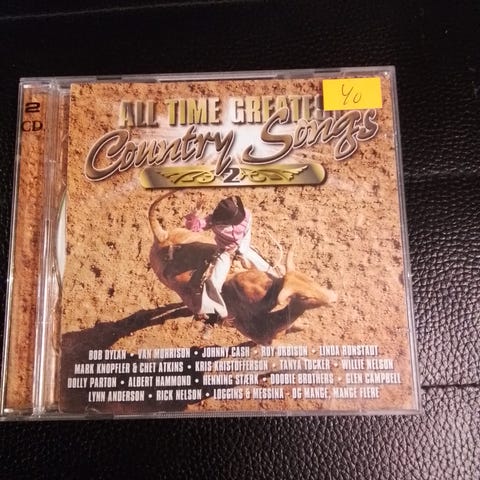 2
CD
ALL TIME GREATES
40
Country Songs
2
BOB DYLAN • VAN MORRISON • JOHNNY CASH • ROY ORBISON • LINDA RONSTADT
MARK KNOPFLER & CHET ATKINS • KRIS KRISTOFFERSON • TANYA TUCKER • WILLIE NELSON
DOLLY PARTON • ALBERT HAMMOND • HENNING STÆRK • DOOBIE BROTHERS • GLEN CAMPBELL
LYNN ANDERSON • RICK NELSON • LOGGINS & MESSINA - OG MANGE, MANGE FLERE